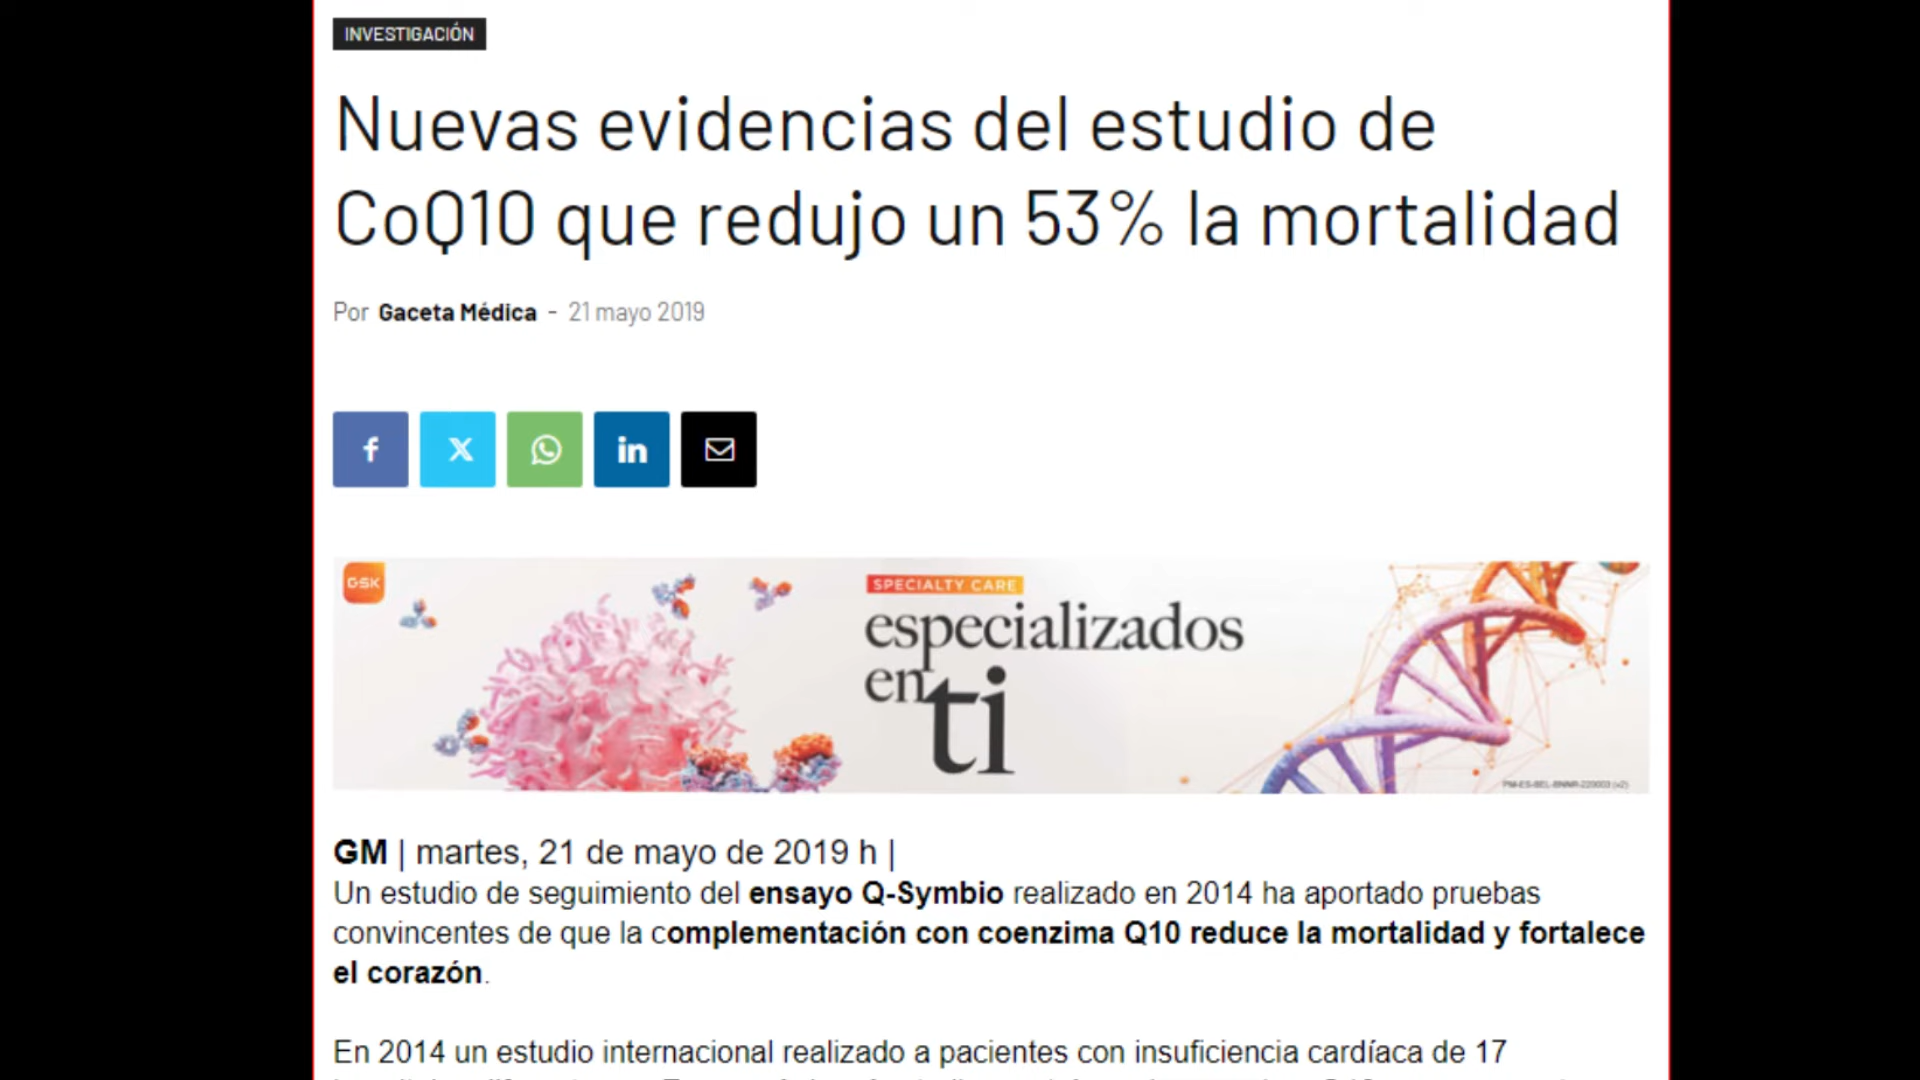 INVESTIGACIÓN
Nuevas evidencias del estudio de
CoQ10 que redujo un 53% la mortalidad
Por Gaceta Médica - 21 mayo 2019
GSK
SPECIALTY CARE
especializados
en ti
GM | martes, 21 de mayo de 2019 h |
Un estudio de seguimiento del ensayo Q-Symbio realizado en 2014 ha aportado pruebas
convincentes de que la complementación con coenzima Q10 reduce la mortalidad y fortalece
el corazón.
En 2014 un estudio internacional realizado a pacientes con insuficiencia cardíaca de 17